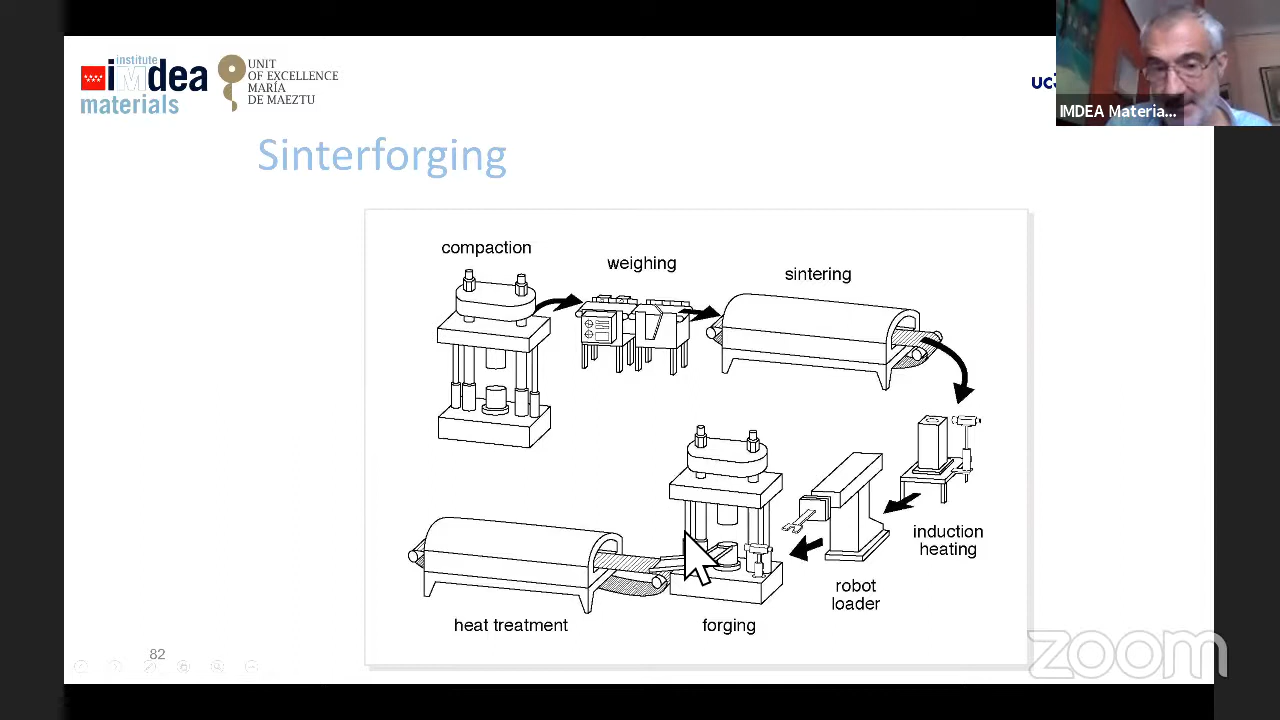 institute
imdea
materials
UNIT
OF EXCELLENCE
MARÍA
DE MAEZTU
IMDEA Materia...
Sinterforging
compaction
weighing
sintering
induction
heating
robot
loader
forging
heat treatment
82
zoom